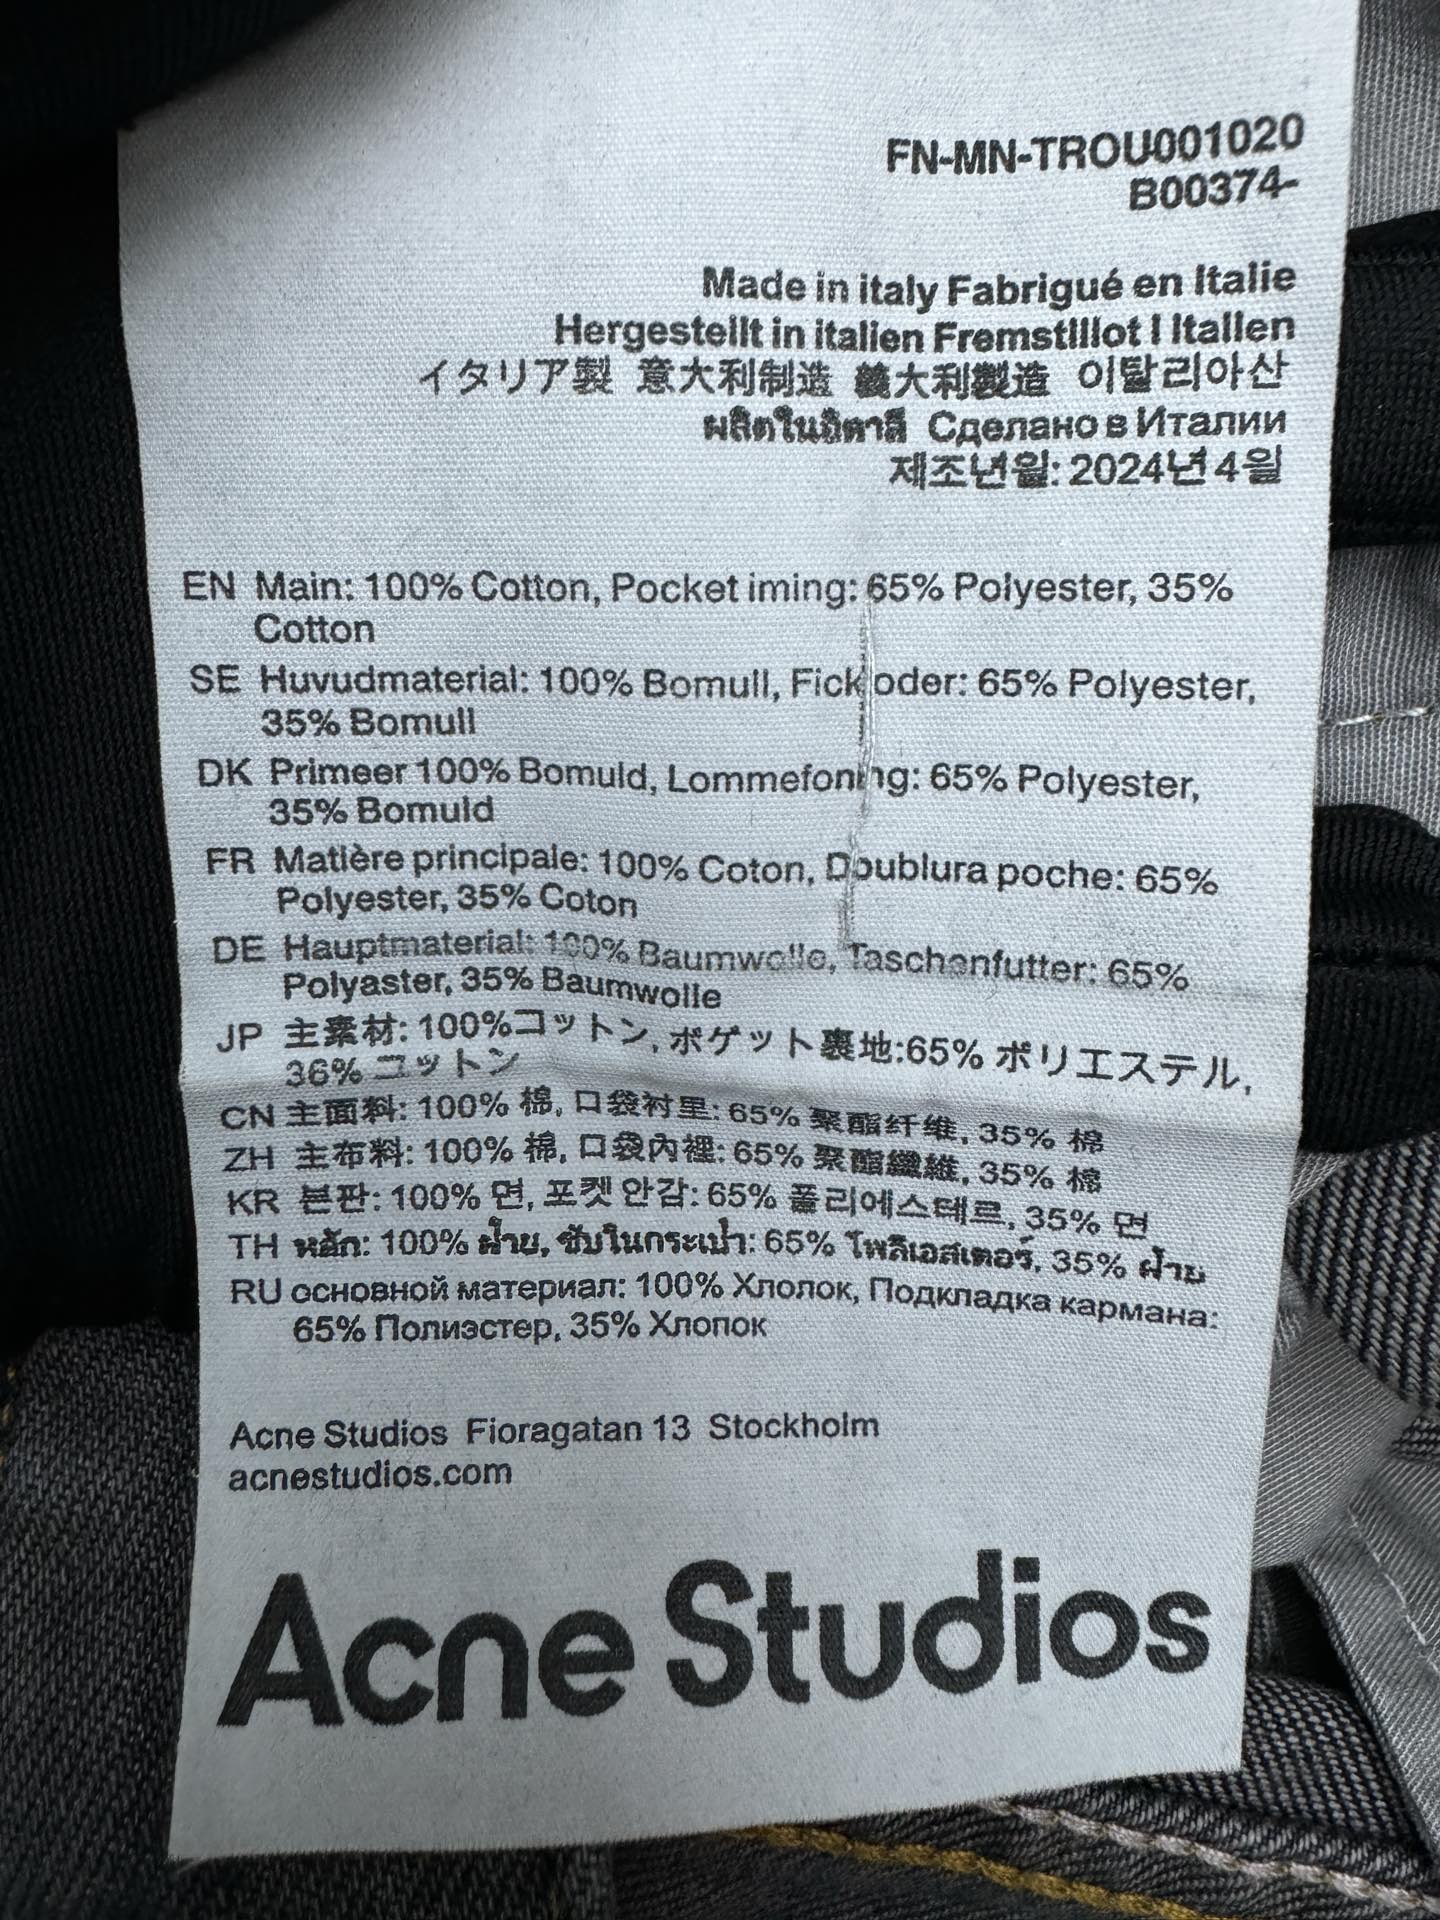 FN-MN-TROU001020
B00374-
Made in italy Fabrigué en Italie
Hergestellt in italien Fremstlllot I Itallen
イタリア製 意大利制造 義大利製造 이탈리아산
ผลิตในอิตาลี Сделано в Италии
제조년월: 2024년 4월
EN Main: 100% Cotton, Pocket iming: 65% Polyester, 35%
Cotton
SE Huvudmaterial: 100% Bomull, Fickoder: 65% Polyester,
35% Bomull
DK Primeer 100% Bomuld, Lommefoning: 65% Polyester,
35% Bomuld
FR Matière principale: 100% Coton, Doublura poche: 65%
Polyester, 35% Coton
DE Hauptmaterial: 100% Baumwolle, Taschenfutter: 65%
Polyaster, 35% Baumwolle
JP 主素材: 100%コットン, ポゲット裏地:65% ポリエステル,
36% コットン
CN 主面料: 100% 棉, 口袋衬里: 65% 聚酯纤维, 35% 棉
ZH 主布料: 100% 棉, 口袋內裡: 65% 聚酯纖維, 35% 棉
KR 본판: 100% 면, 포켓 안감: 65% 폴리에스테르, 35% 면
TH หลัก: 100% ฝ้าย, ซับในกระเป๋า: 65% โพลิเอสเตอร์, 35% ฝ้าย
RU основной материал: 100% Хлопок, Подкладка кармана:
65% Полиэстер, 35% Хлопок
Acne Studios Fioragatan 13 Stockholm
acnestudios.com
Acne Studios